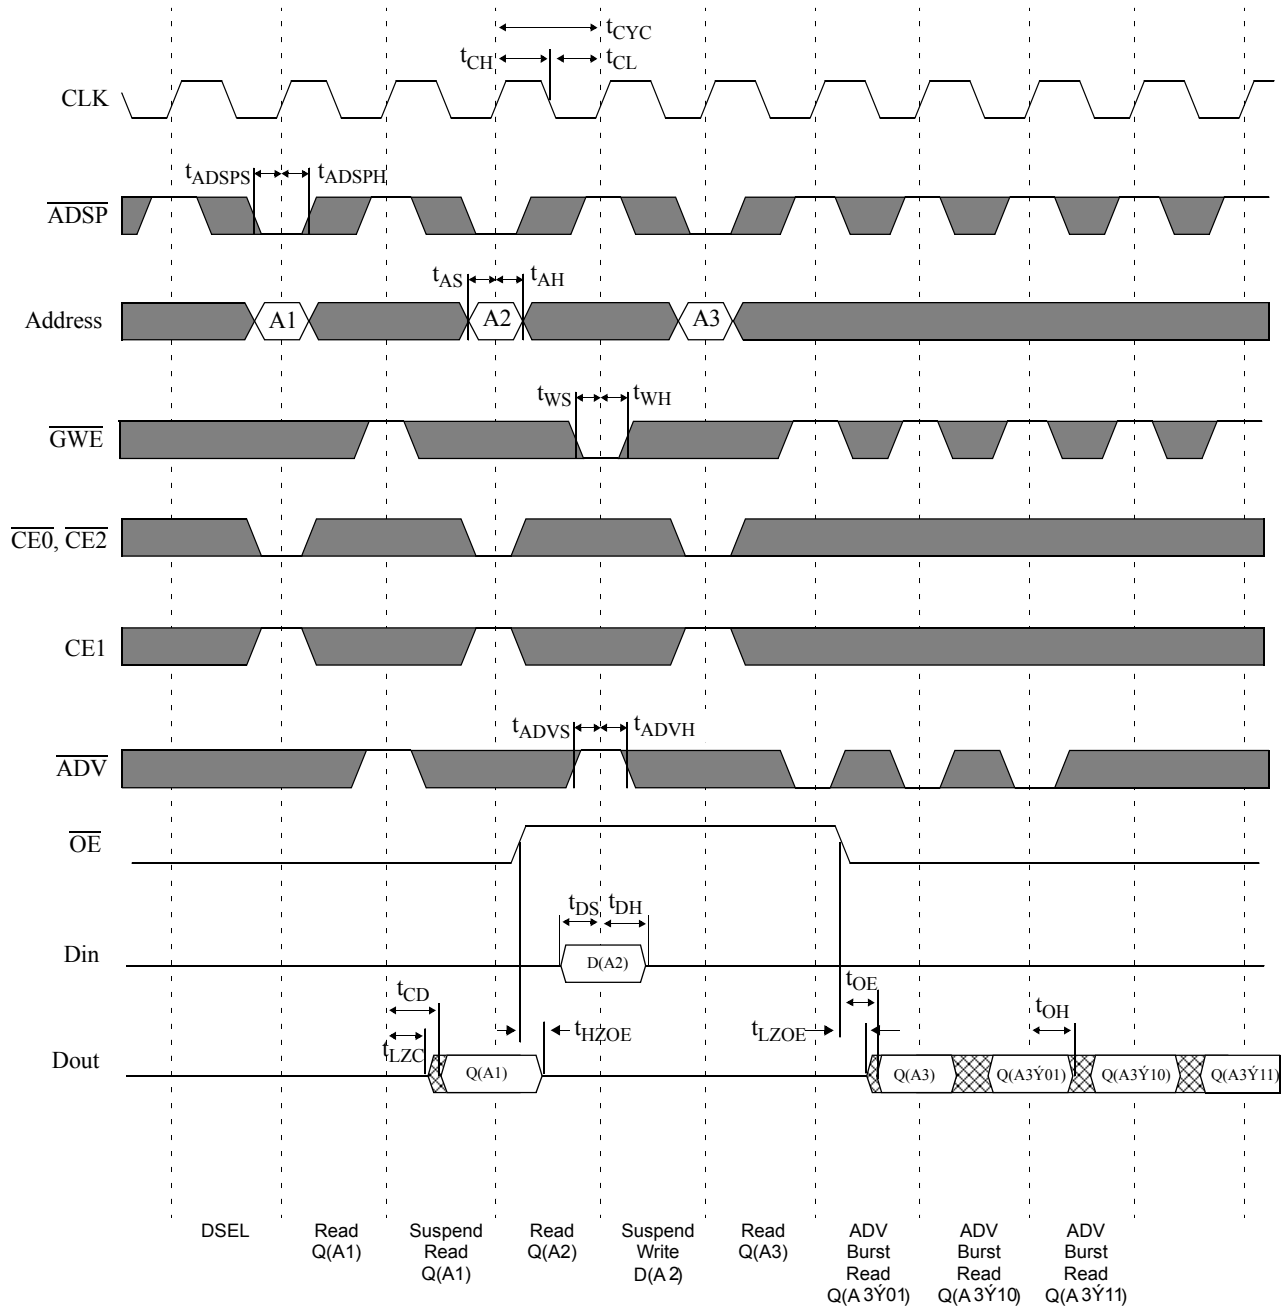 tCYC
tCH tCL
CLK
tADSPS tADSPH
ADSP
tAS tAH
Address A1 A2 A3
tWS tWH
GWE
CE0, CE2
CE1
tADVS tADVH
ADV
OE
tDS tDH
Din D(A2)
tCD tOE tOH
tHZOE tLZOE
tLZC
Dout Q(A1) Q(A3) Q(A3Ý01) Q(A3Ý10) Q(A3Ý11)
DSEL
Read
Q(A1)
Suspend
Read
Q(A1)
Read
Q(A2)
Suspend
Write
D(A2)
Read
Q(A3)
ADV
Burst
Read
Q(A3Ý01)
ADV
Burst
Read
Q(A3Ý10)
ADV
Burst
Read
Q(A3Ý11)